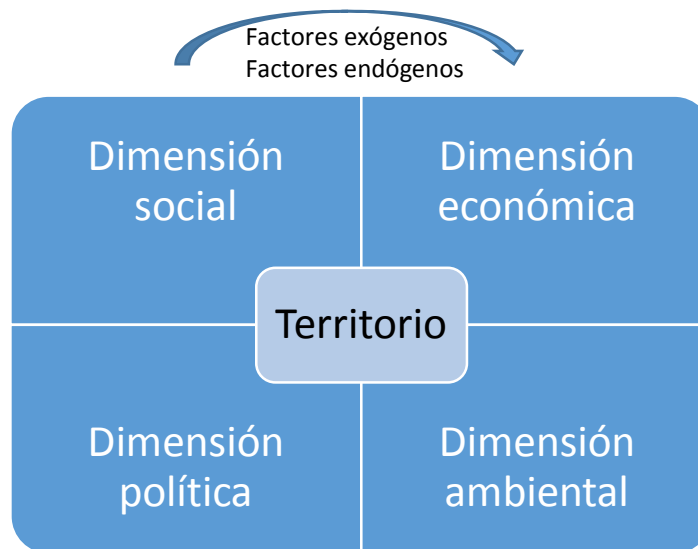 Factores exógenos
Factores endógenos
Dimensión
social
Dimensión
económica
Territorio
Dimensión
política
Dimensión
ambiental